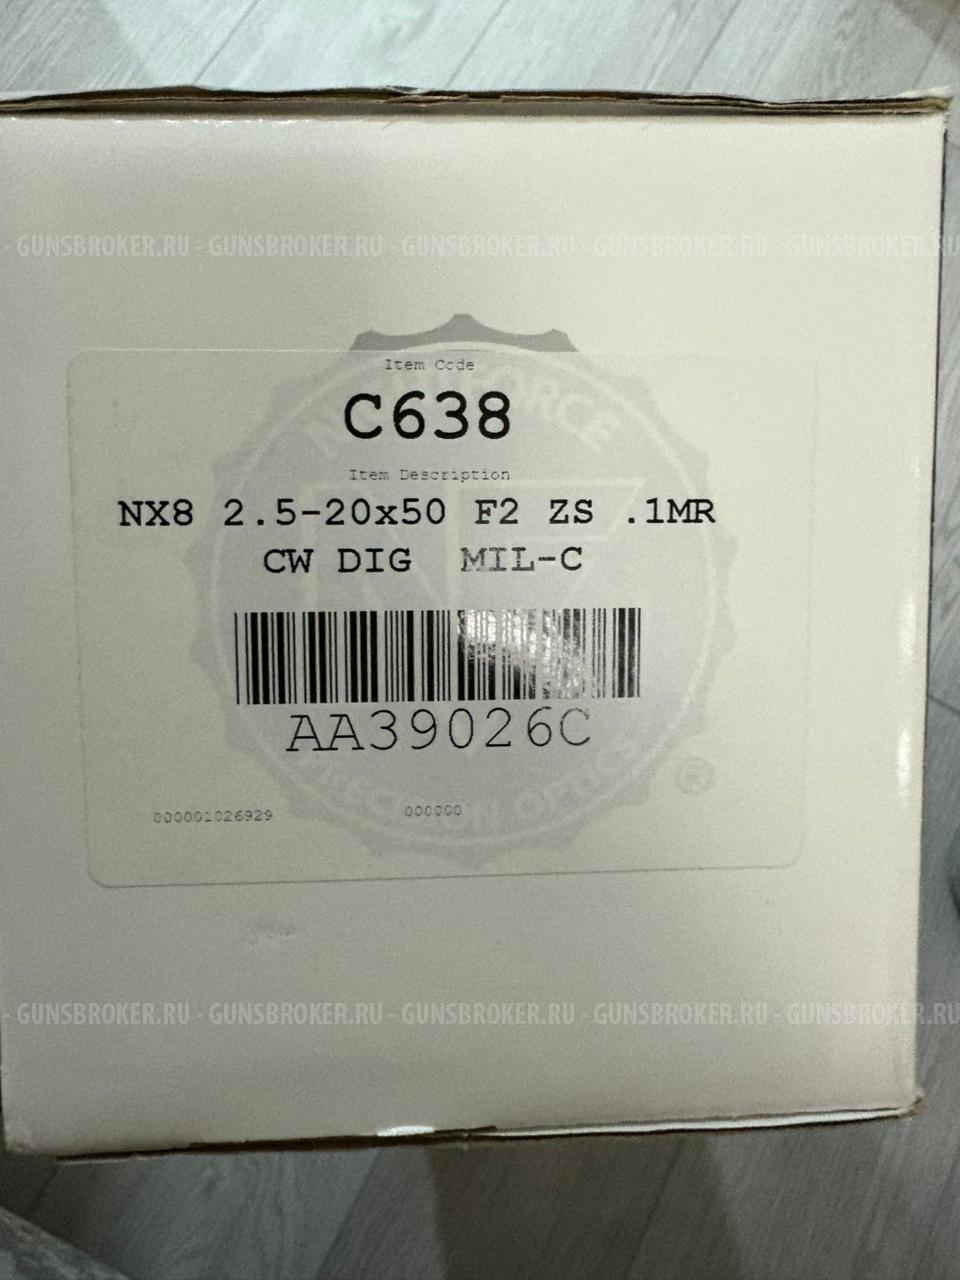 - GUNSBROKER.RU - GUNSBROKER.RU - GUNSBROKER.RU - GUNSBROKER.RU - GUNSBROKER.RU
Item Code
C638
Item Description
NX8 2.5-20x50 F2 ZS .1MR
CW DIG MIL-C
AA39026C
PRECISION OPTICS
®
000001026929 000000
- GUNSBROKER.RU - GUNSBROKER.RU - GUNSBROKER.RU - GUNSBROKER.RU - GUNSBROKER.RU